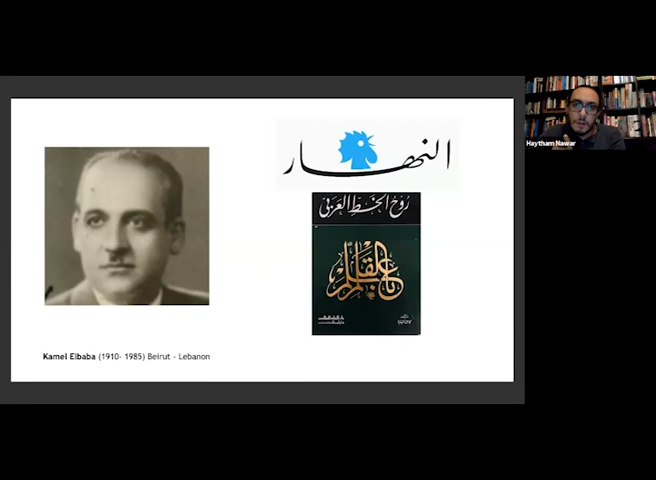 النهار
روح الخط العربي
Haytham Nawar
Kamel Elbaba (1910- 1985) Beirut - Lebanon